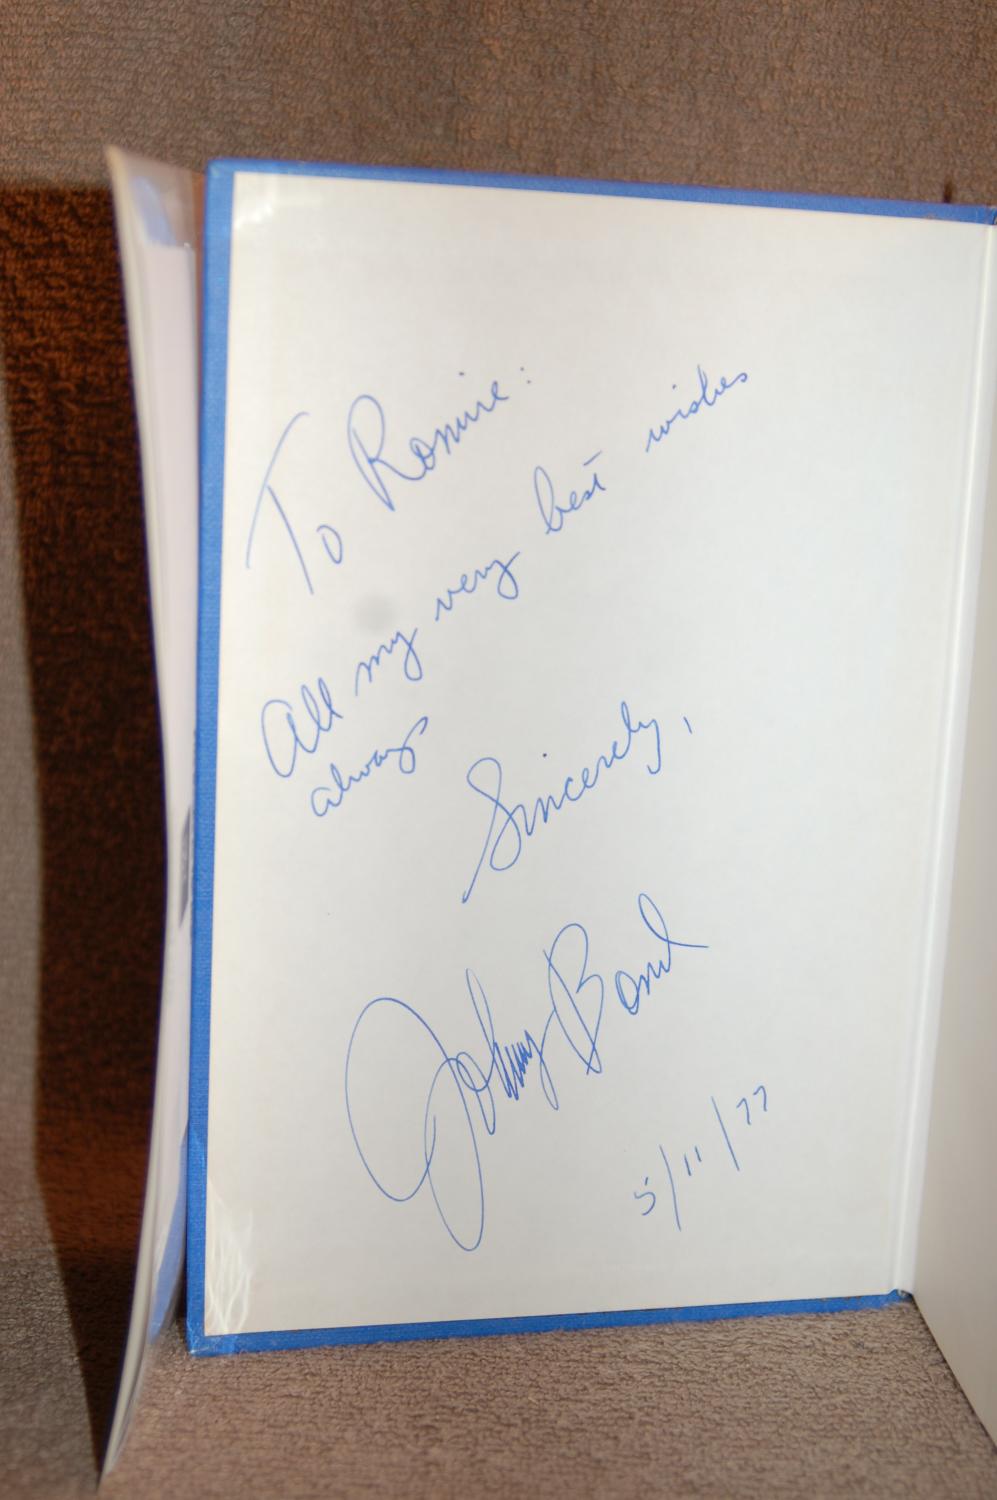 To Ronnie:
All my very best wishes
always
Sincerely,
Johnny Bond
5/11/77